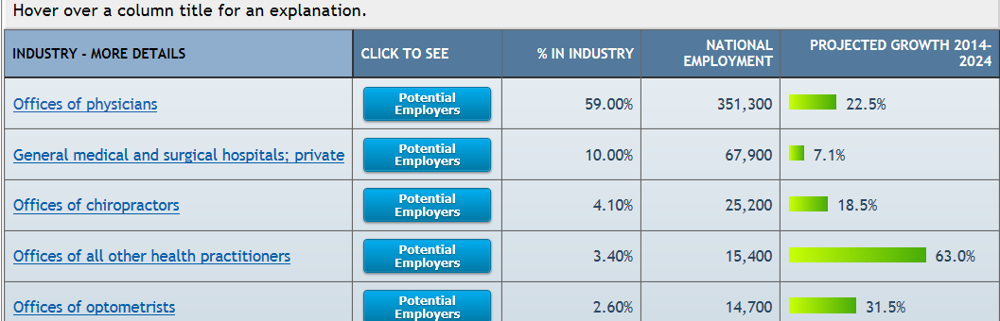 Hover over a column title for an explanation.
INDUSTRY - MORE DETAILS CLICK TO SEE % IN INDUSTRY NATIONAL EMPLOYMENT PROJECTED GROWTH 2014-2024
Offices of physicians Potential Employers 59.00% 351,300 22.5%
General medical and surgical hospitals; private Potential Employers 10.00% 67,900 7.1%
Offices of chiropractors Potential Employers 4.10% 25,200 18.5%
Offices of all other health practitioners Potential Employers 3.40% 15,400 63.0%
Offices of optometrists Potential Employers 2.60% 14,700 31.5%